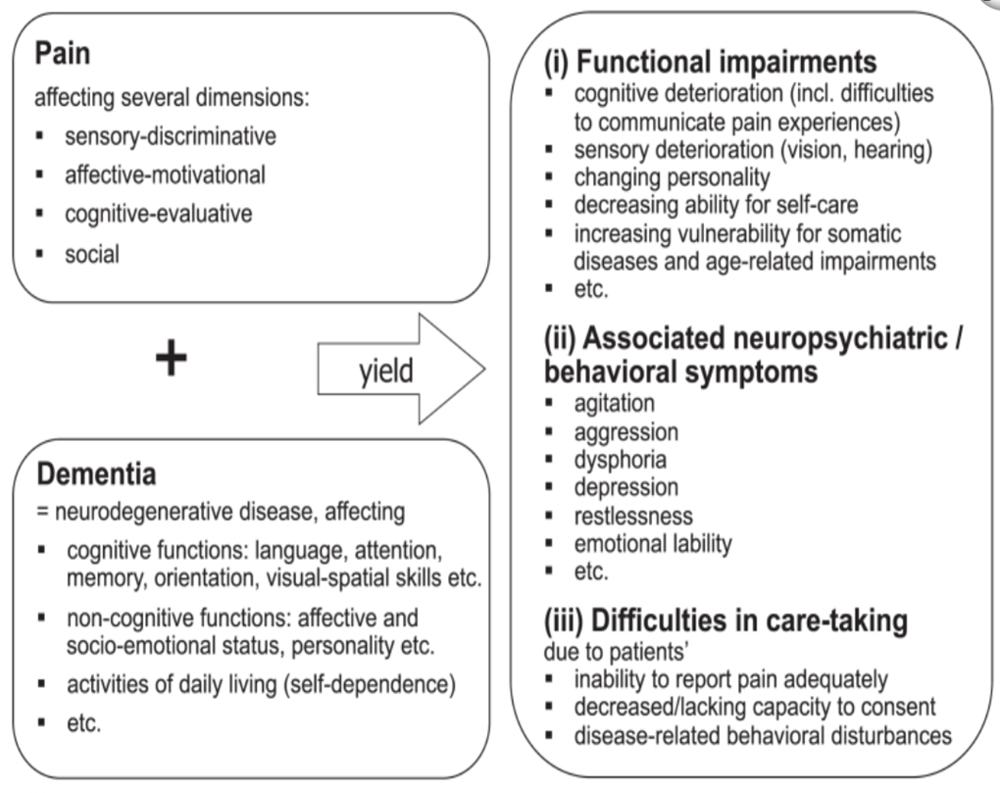 Pain
affecting several dimensions:
▪ sensory-discriminative
▪ affective-motivational
▪ cognitive-evaluative
▪ social
+
yield
Dementia
= neurodegenerative disease, affecting
▪ cognitive functions: language, attention,
memory, orientation, visual-spatial skills etc.
▪ non-cognitive functions: affective and
socio-emotional status, personality etc.
▪ activities of daily living (self-dependence)
▪ etc.
(i) Functional impairments
▪ cognitive deterioration (incl. difficulties
to communicate pain experiences)
▪ sensory deterioration (vision, hearing)
▪ changing personality
▪ decreasing ability for self-care
▪ increasing vulnerability for somatic
diseases and age-related impairments
▪ etc.
(ii) Associated neuropsychiatric /
behavioral symptoms
▪ agitation
▪ aggression
▪ dysphoria
▪ depression
▪ restlessness
▪ emotional lability
▪ etc.
(iii) Difficulties in care-taking
due to patients’
▪ inability to report pain adequately
▪ decreased/lacking capacity to consent
▪ disease-related behavioral disturbances